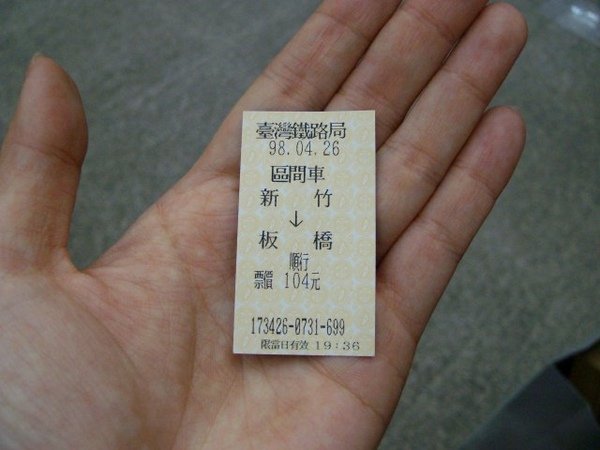 臺灣鐵路局
98.04.26
區間車
新竹
↓
板橋
順行
票價 104元
173426-0731-699
限當日有效 19:36